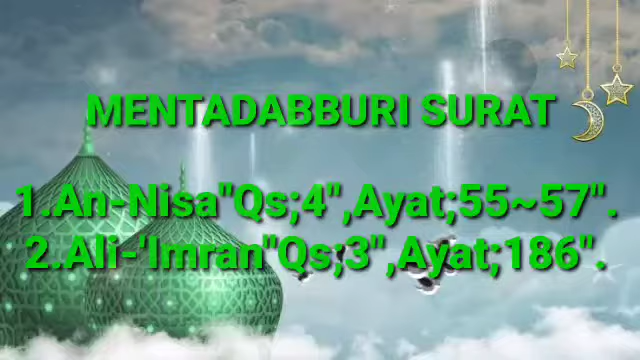 MENTADABBURI SURAT
1.An-Nisa"Qs;4",Ayat;55~57".
2.Ali-'Imran"Qs;3",Ayat;186".